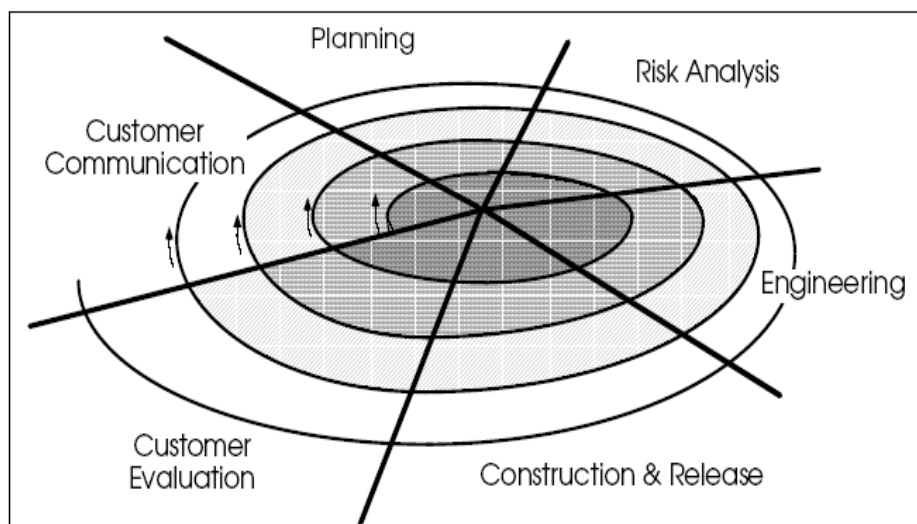 Planning
Risk Analysis
Customer
Communication
Engineering
Customer
Evaluation
Construction & Release